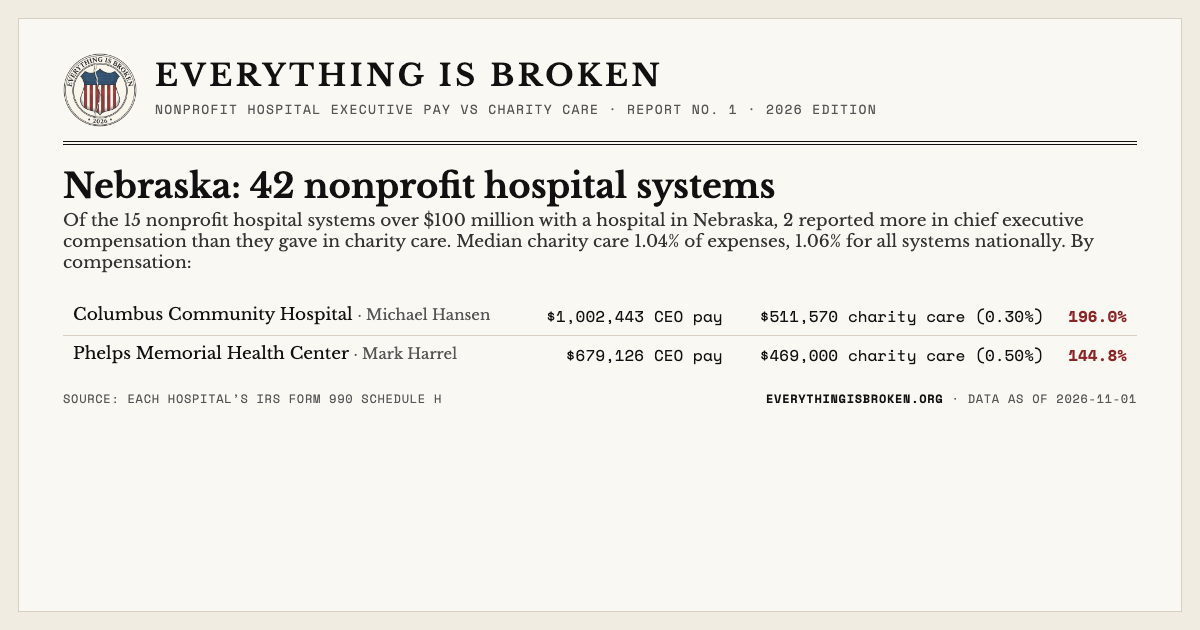 EVERYTHING IS BROKEN
2026
EVERYTHING IS BROKEN
NONPROFIT HOSPITAL EXECUTIVE PAY VS CHARITY CARE · REPORT NO. 1 · 2026 EDITION
Nebraska: 42 nonprofit hospital systems
Of the 15 nonprofit hospital systems over $100 million with a hospital in Nebraska, 2 reported more in chief executive
compensation than they gave in charity care. Median charity care 1.04% of expenses, 1.06% for all systems nationally. By
compensation:
Columbus Community Hospital · Michael Hansen $1,002,443 CEO pay $511,570 charity care (0.30%) 196.0%
Phelps Memorial Health Center · Mark Harrel $679,126 CEO pay $469,000 charity care (0.50%) 144.8%
SOURCE: EACH HOSPITAL'S IRS FORM 990 SCHEDULE H EVERYTHINGISBROKEN.ORG · DATA AS OF 2026-11-01